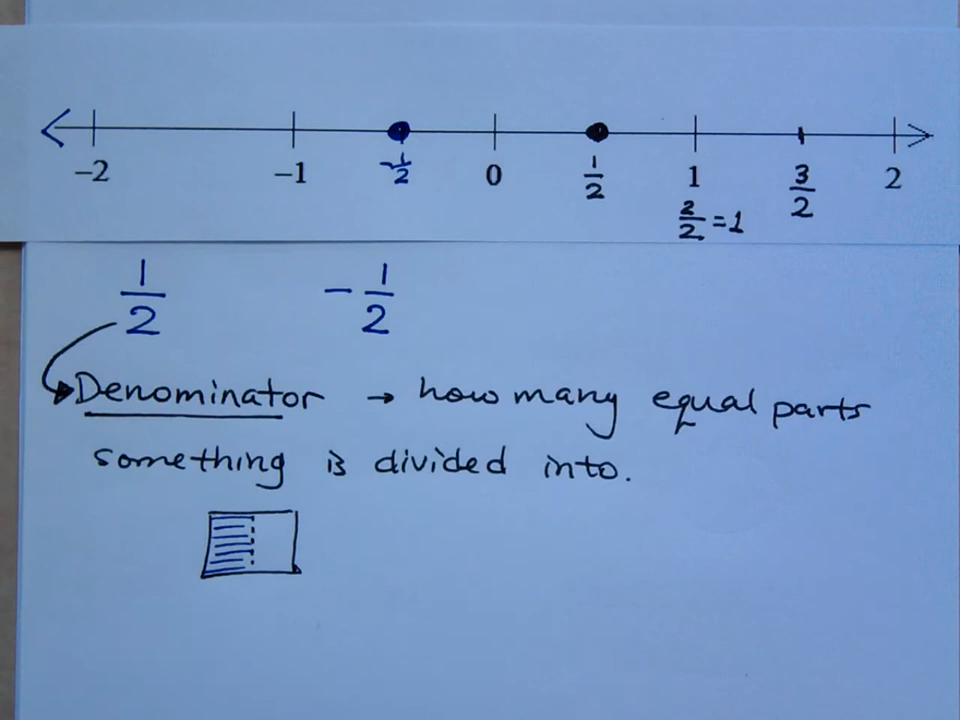 −2 −1 -1/2 0 1/2 1 3/2 2
2/2 = 1
1/2 - 1/2
Denominator → how many equal parts
something is divided into.